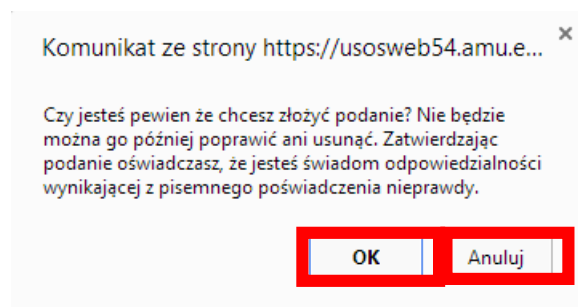 Komunikat ze strony https://usosweb54.amu.e...
Czy jesteś pewien że chcesz złożyć podanie? Nie będzie
można go później poprawić ani usunąć. Zatwierdzając
podanie oświadczasz, że jesteś świadom odpowiedzialności
wynikającej z pisemnego poświadczenia nieprawdy.
OK Anuluj